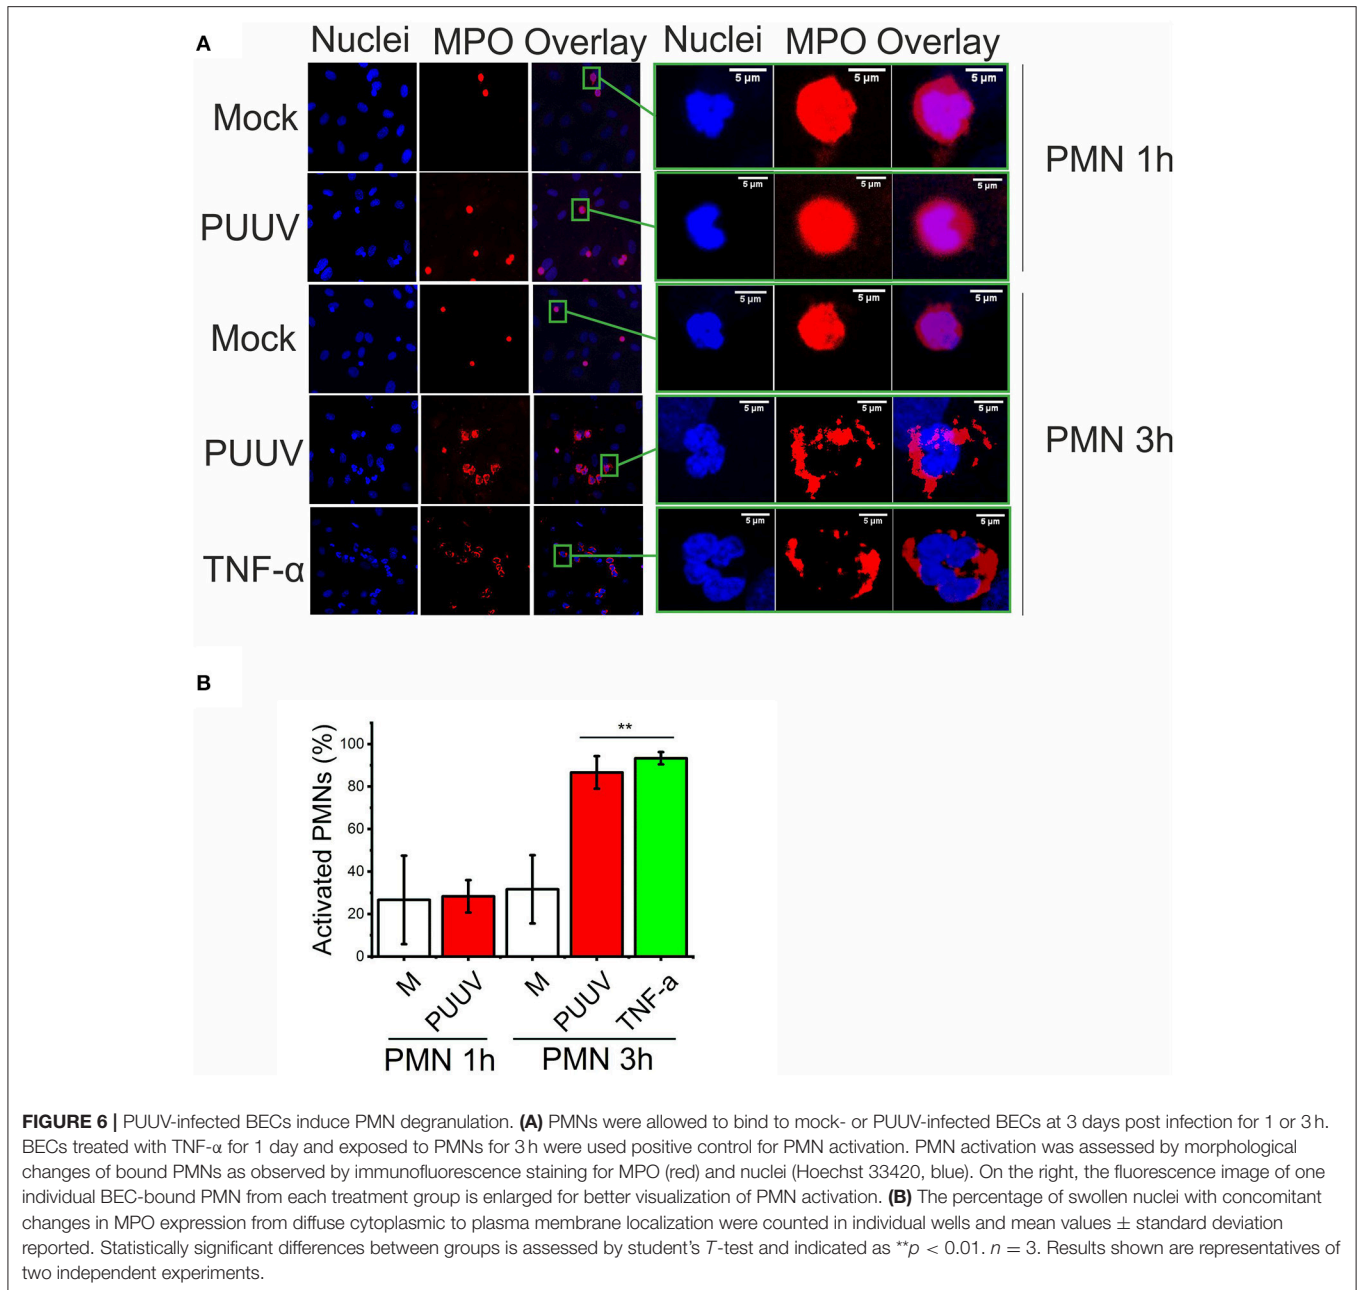 A
Nuclei MPO Overlay Nuclei MPO Overlay
5 µm 5 µm 5 µm
Mock
PMN 1h
5 µm 5 µm 5 µm
PUUV
5 µm 5 µm 5 µm
Mock
5 µm 5 µm 5 µm
PUUV
PMN 3h
5 µm 5 µm 5 µm
TNF-α
B
**
Activated PMNs (%)
100
80
60
40
20
0
M PUUV M PUUV TNF-a
PMN 1h PMN 3h
FIGURE 6 | PUUV-infected BECs induce PMN degranulation. (A) PMNs were allowed to bind to mock- or PUUV-infected BECs at 3 days post infection for 1 or 3 h.
BECs treated with TNF-α for 1 day and exposed to PMNs for 3 h were used positive control for PMN activation. PMN activation was assessed by morphological
changes of bound PMNs as observed by immunofluorescence staining for MPO (red) and nuclei (Hoechst 33420, blue). On the right, the fluorescence image of one
individual BEC-bound PMN from each treatment group is enlarged for better visualization of PMN activation. (B) The percentage of swollen nuclei with concomitant
changes in MPO expression from diffuse cytoplasmic to plasma membrane localization were counted in individual wells and mean values ± standard deviation
reported. Statistically significant differences between groups is assessed by student's T-test and indicated as **p < 0.01. n = 3. Results shown are representatives of
two independent experiments.